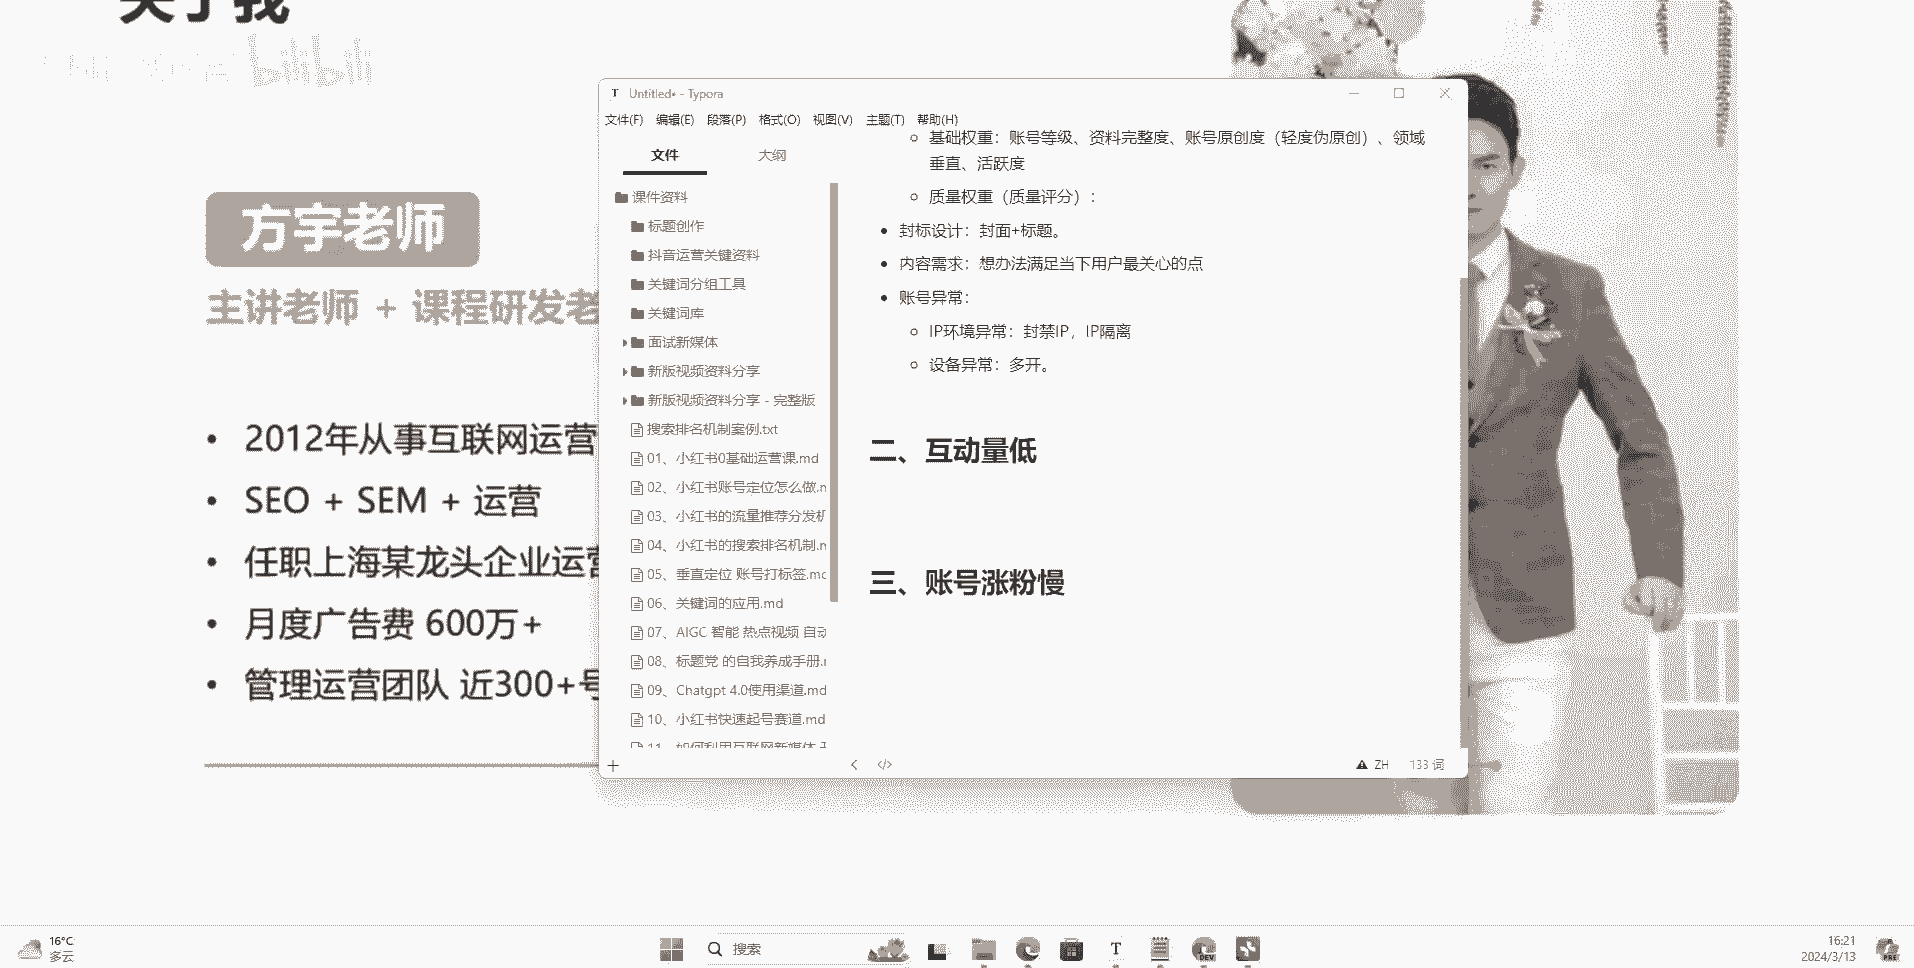 关于我
bilibili
方宇老师
主讲老师 + 课程研发老
2012年从事互联网运营
SEO + SEM + 运营
任职上海某龙头企业运营
月度广告费 600万+
管理运营团队 近300+号
Untitled• - Typora
文件(F) 编辑(E) 段落(P) 格式(O) 视图(V) 主题(T) 帮助(H)
文件 大纲
课件资料
标题创作
抖音运营关键资料
关键词分组工具
关键词库
面试新媒体
新版视频资料分享
新版视频资料分享 - 完整版
搜索排名机制案例.txt
01、小红书0基础运营课.md
02、小红书账号定位怎么做.m
03、小红书的流量推荐分发机
04、小红书的搜索排名机制.m
05、垂直定位 账号打标签.md
06、关键词的应用.md
07、AIGC 智能 热点视频 自动
08、标题党 的自我养成手册.m
09、Chatgpt 4.0使用渠道.md
10、小红书快速起号赛道.md
11、如何利用互联网新媒体
基础权重：账号等级、资料完整度、账号原创度（轻度伪原创）、领域
垂直、活跃度
质量权重（质量评分）：
封标设计：封面+标题。
内容需求：想办法满足当下用户最关心的点
账号异常：
IP环境异常：封禁IP，IP隔离
设备异常：多开。
二、互动量低
三、账号涨粉慢
ZH 133 词
16°C
多云
搜索
T
DEV
16:21
2024/3/13
PRE